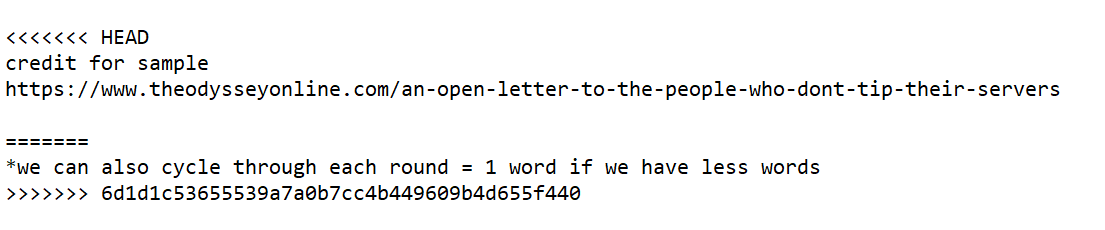 <<<<<<< HEAD
credit for sample
https://www.theodysseyonline.com/an-open-letter-to-the-people-who-dont-tip-their-servers
=======
*we can also cycle through each round = 1 word if we have less words
>>>>>>> 6d1d1c53655539a7a0b7cc4b449609b4d655f440